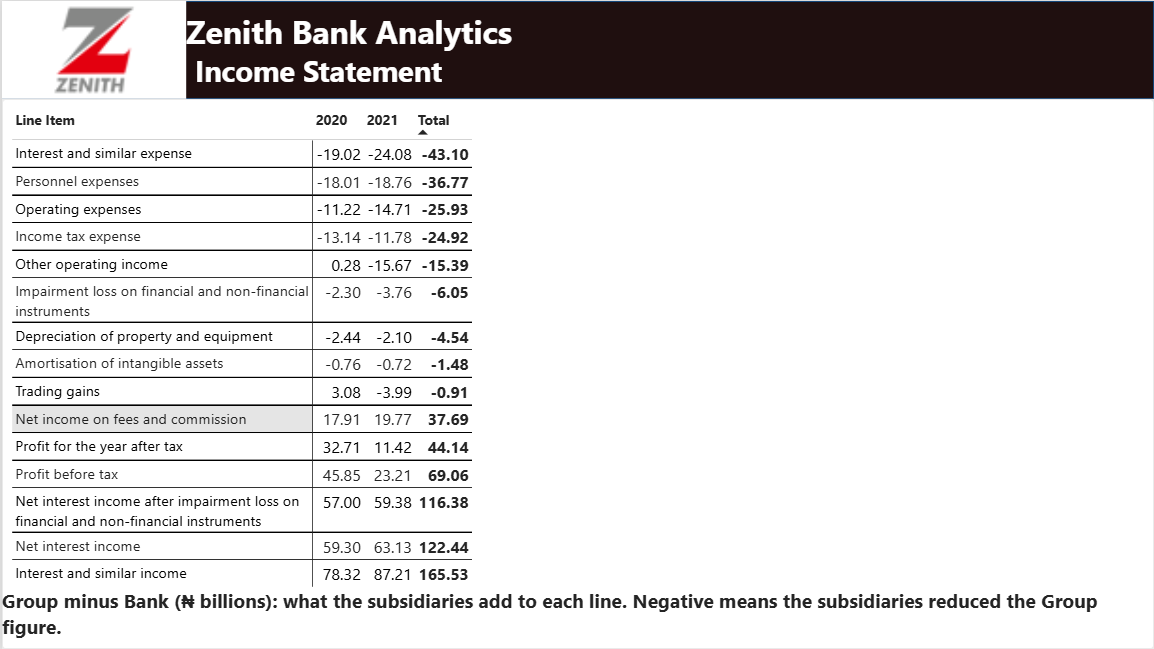 ZENITH
Zenith Bank Analytics
Income Statement
Line Item 2020 2021 Total
Interest and similar expense -19.02 -24.08 -43.10
Personnel expenses -18.01 -18.76 -36.77
Operating expenses -11.22 -14.71 -25.93
Income tax expense -13.14 -11.78 -24.92
Other operating income 0.28 -15.67 -15.39
Impairment loss on financial and non-financial -2.30 -3.76 -6.05
instruments
Depreciation of property and equipment -2.44 -2.10 -4.54
Amortisation of intangible assets -0.76 -0.72 -1.48
Trading gains 3.08 -3.99 -0.91
Net income on fees and commission 17.91 19.77 37.69
Profit for the year after tax 32.71 11.42 44.14
Profit before tax 45.85 23.21 69.06
Net interest income after impairment loss on 57.00 59.38 116.38
financial and non-financial instruments
Net interest income 59.30 63.13 122.44
Interest and similar income 78.32 87.21 165.53
Group minus Bank (₦ billions): what the subsidiaries add to each line. Negative means the subsidiaries reduced the Group
figure.